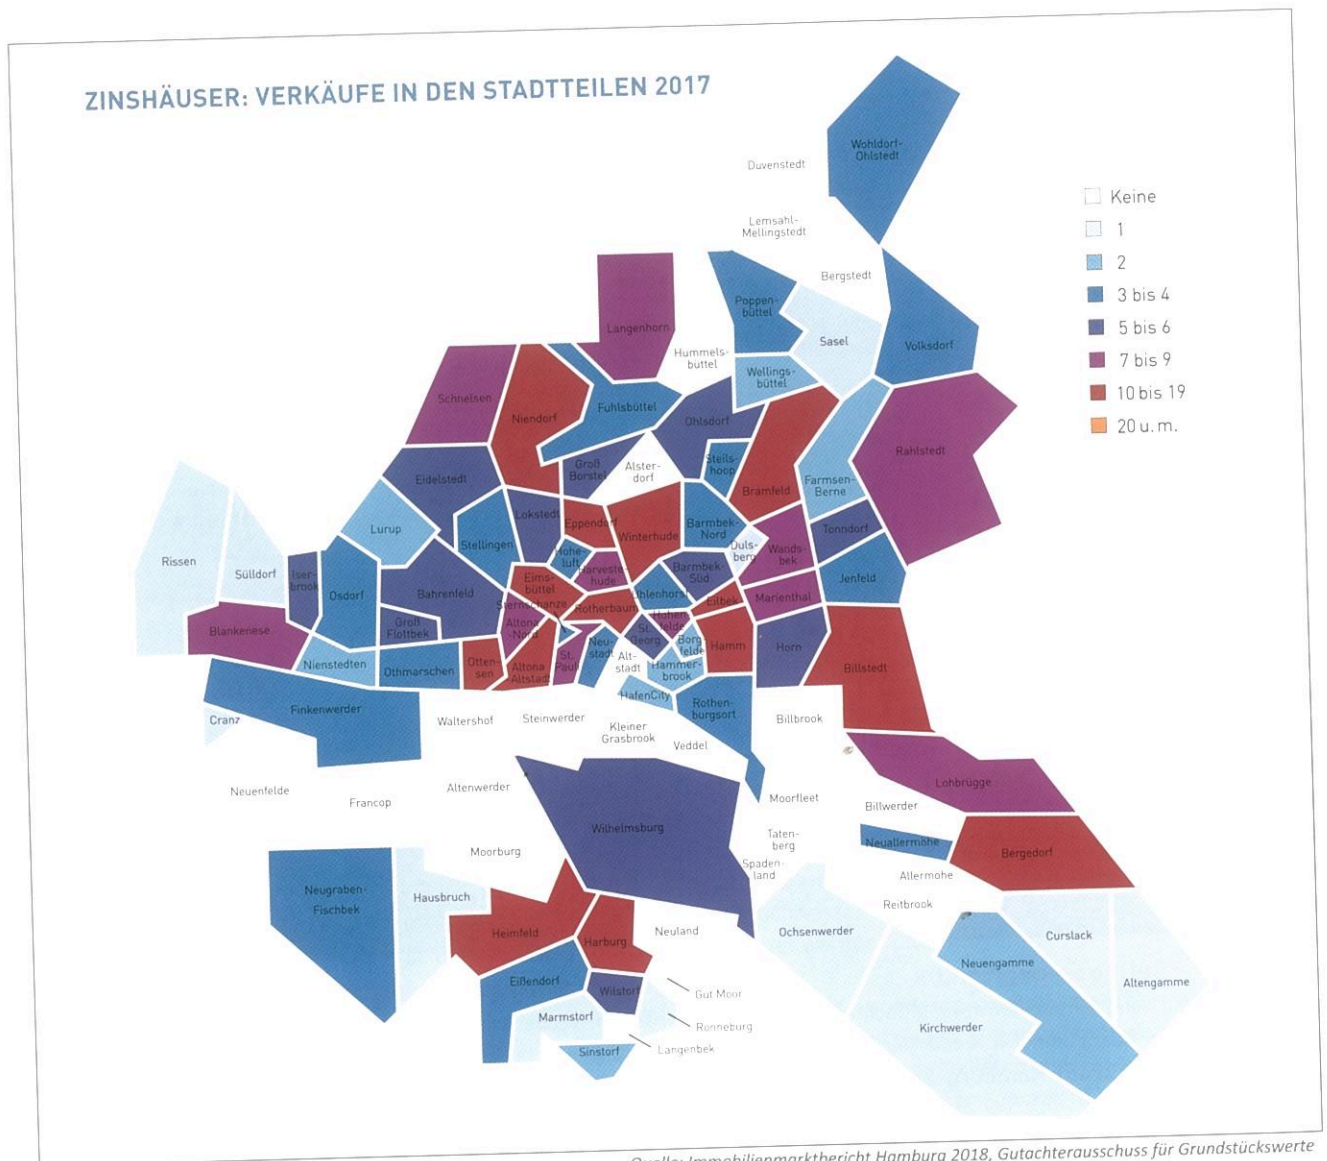 ZINSHÄUSER: VERKÄUFE IN DEN STADTTEILEN 2017
Wohldorf-
Ohlstedt
Duvenstedt
Keine
1
2
3 bis 4
5 bis 6
7 bis 9
10 bis 19
20 u. m.
Lemsahl-
Mellingstedt
Bergstedt
Poppen-
büttel
Sasel
Volksdorf
Langenhorn
Hummels-
büttel
Wellings-
büttel
Schnelsen
Niendorf
Fuhlsbüttel
Ohlsdorf
Rahlstedt
Groß
Borstel
Alster-
dorf
Steils-
hoop
Bramfeld
Farmsen-
Berne
Eidelstedt
Lurup
Stellingen
Lokstedt
Eppendorf
Winterhude
Barmbek-
Nord
Tonndorf
Rissen
Sülldorf
Iser-
brook
Osdorf
Bahrenfeld
Hohe-
luft
Harveste-
hude
Barmbek-
Süd
Duls-
berg
Wands-
bek
Jenfeld
Eims-
büttel
Sternschanze
Rotherbaum
Uhlenhorst
Eilbek
Marienthal
Blankenese
Groß
Flottbek
Altona
-Nord
Hohen
felde
Nienstedten
Othmarschen
Otten-
sen
Altona
-Altstadt
St.
Pauli
Neu-
stadt
Alt-
stadt
St.
Georg
Borg
felde
Hamm
Horn
Billstedt
Hammer-
brook
HafenCity
Rothen-
burgsort
Cranz
Finkenwerder
Waltershof
Steinwerder
Kleiner
Grasbrook
Veddel
Billbrook
Neuenfelde
Francop
Altenwerder
Moorfleet
Billwerder
Lohbrügge
Moorburg
Wilhelmsburg
Taten-
berg
Spaden-
land
Neuallermöhe
Allermöhe
Bergedorf
Reitbrook
Neugraben-
Fischbek
Hausbruch
Heimfeld
Harburg
Neuland
Ochsenwerder
Curslack
Neuengamme
Altengamme
Kirchwerder
Eißendorf
Wilstorf
Gut Moor
Marmstorf
Rönneburg
Langenbek
Sinstorf
Quelle: Immobilienmarktbericht Hamburg 2018, Gutachterausschuss für Grundstückswerte